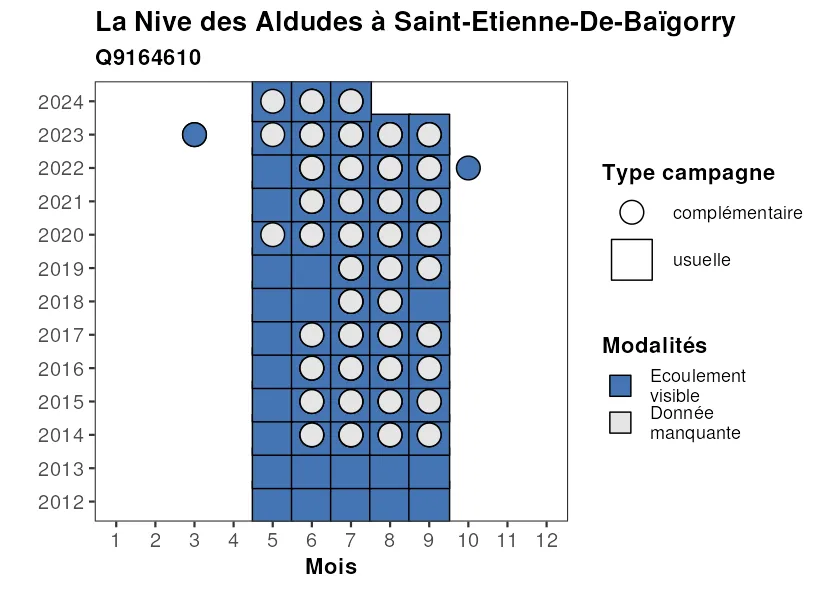 La Nive des Aldudes à Saint-Etienne-De-Baïgorry
Q9164610
2024
2023
2022
2021
2020
2019
2018
2017
2016
2015
2014
2013
2012
1 2 3 4 5 6 7 8 9 10 11 12
Mois
Type campagne
complémentaire
usuelle
Modalités
Ecoulement
visible
Donnée
manquante